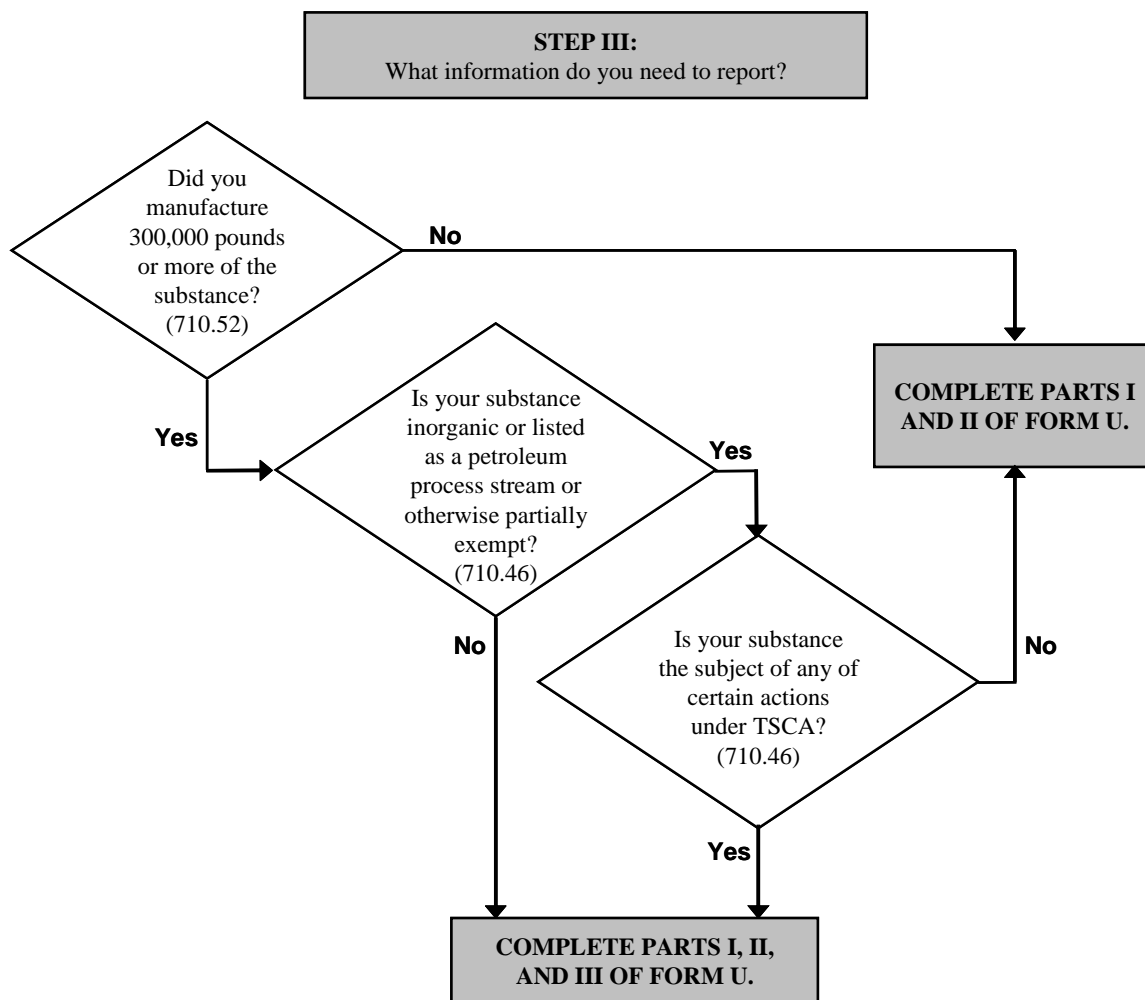 STEP III:
What information do you need to report?
Did you
manufacture
300,000 pounds
or more of the
substance?
(710.52)
No
Yes
Is your substance
inorganic or listed
as a petroleum
process stream or
otherwise partially
exempt?
(710.46)
Yes
COMPLETE PARTS I
AND II OF FORM U.
No
Is your substance
the subject of any of
certain actions
under TSCA?
(710.46)
No
Yes
COMPLETE PARTS I, II,
AND III OF FORM U.